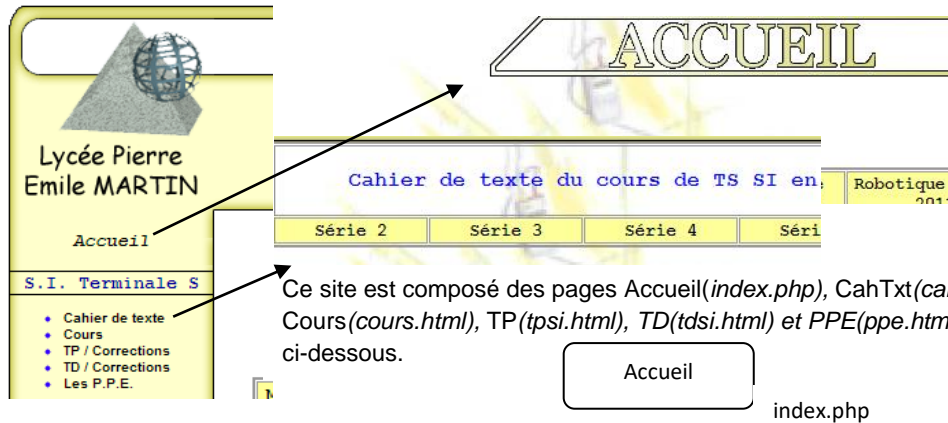 ACCUEIL
Lycée Pierre
Emile MARTIN
Accueil
S.I. Terminale S
Cahier de texte
Cours
TP / Corrections
TD / Corrections
Les P.P.E.
Cahier de texte du cours de TS SI en
Robotique
Série 2 Série 3 Série 4 Séri
Ce site est composé des pages Accueil(index.php), CahTxt(ca
Cours(cours.html), TP(tpsi.html), TD(tdsi.html) et PPE(ppe.htm
ci-dessous.
Accueil
index.php